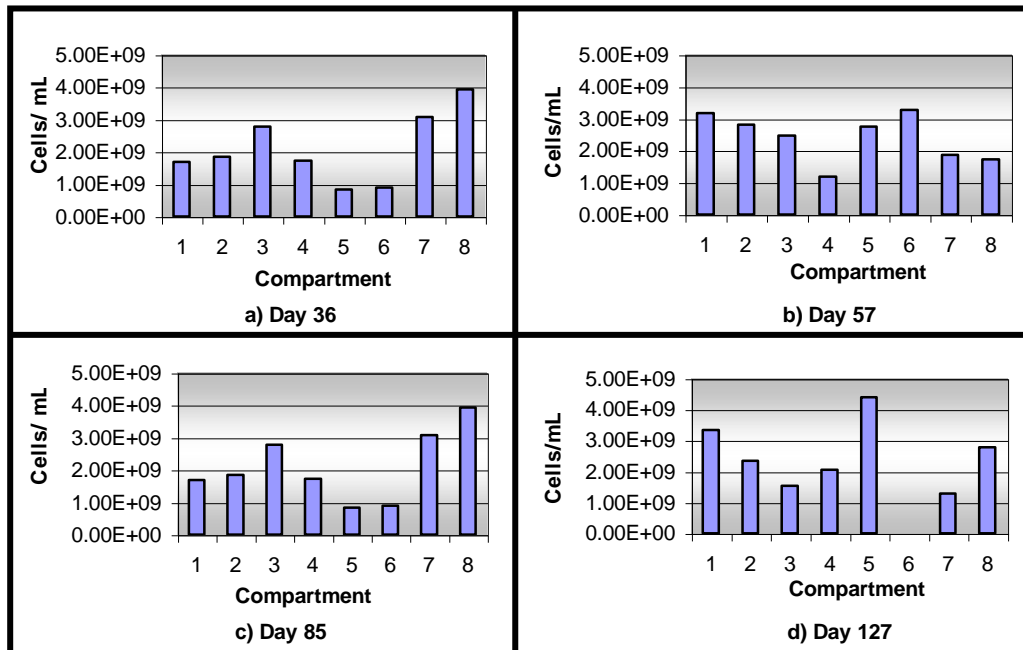 5.00E+09
4.00E+09
3.00E+09
2.00E+09
1.00E+09
0.00E+00
Cells/ mL
1 2 3 4 5 6 7 8
Compartment
a) Day 36
5.00E+09
4.00E+09
3.00E+09
2.00E+09
1.00E+09
0.00E+00
Cells/mL
1 2 3 4 5 6 7 8
Compartment
b) Day 57
5.00E+09
4.00E+09
3.00E+09
2.00E+09
1.00E+09
0.00E+00
Cells/ mL
1 2 3 4 5 6 7 8
Compartment
c) Day 85
5.00E+09
4.00E+09
3.00E+09
2.00E+09
1.00E+09
0.00E+00
Cells/mL
1 2 3 4 5 6 7 8
Compartment
d) Day 127